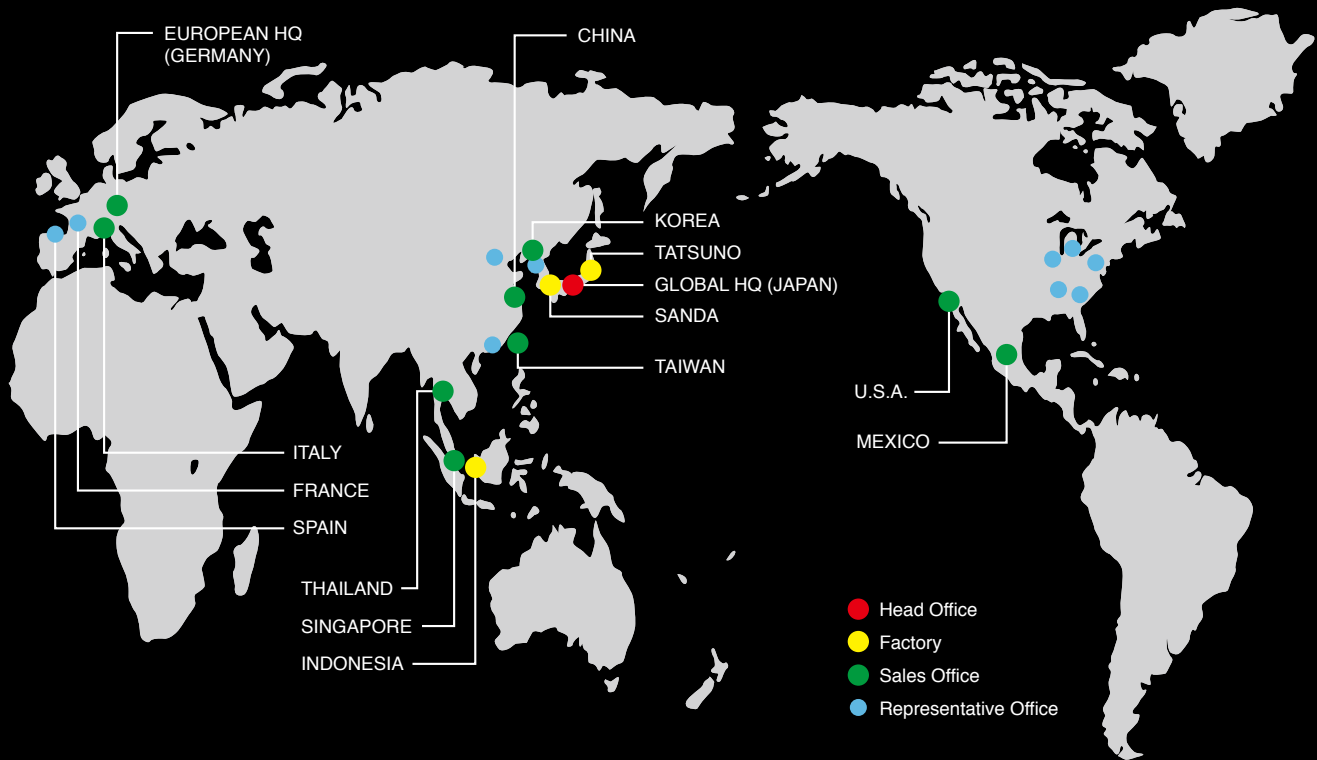 EUROPEAN HQ
(GERMANY)
CHINA
KOREA
TATSUNO
GLOBAL HQ (JAPAN)
SANDA
TAIWAN
U.S.A.
MEXICO
ITALY
FRANCE
SPAIN
THAILAND
SINGAPORE
INDONESIA
Head Office
Factory
Sales Office
Representative Office